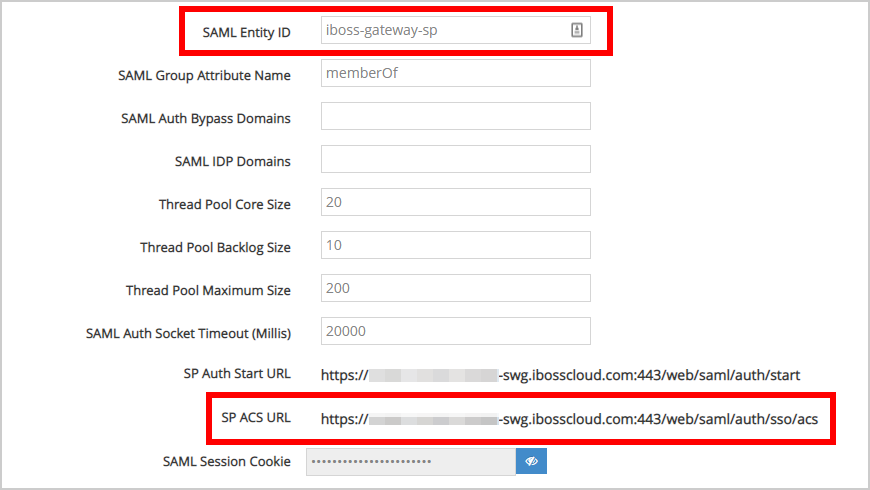 SAML Entity ID iboss-gateway-sp
SAML Group Attribute Name memberOf
SAML Auth Bypass Domains
SAML IDP Domains
Thread Pool Core Size 20
Thread Pool Backlog Size 10
Thread Pool Maximum Size 200
SAML Auth Socket Timeout (Millis) 20000
SP Auth Start URL https:// -swg.ibosscloud.com:443/web/saml/auth/start
SP ACS URL https:// -swg.ibosscloud.com:443/web/saml/auth/sso/acs
SAML Session Cookie